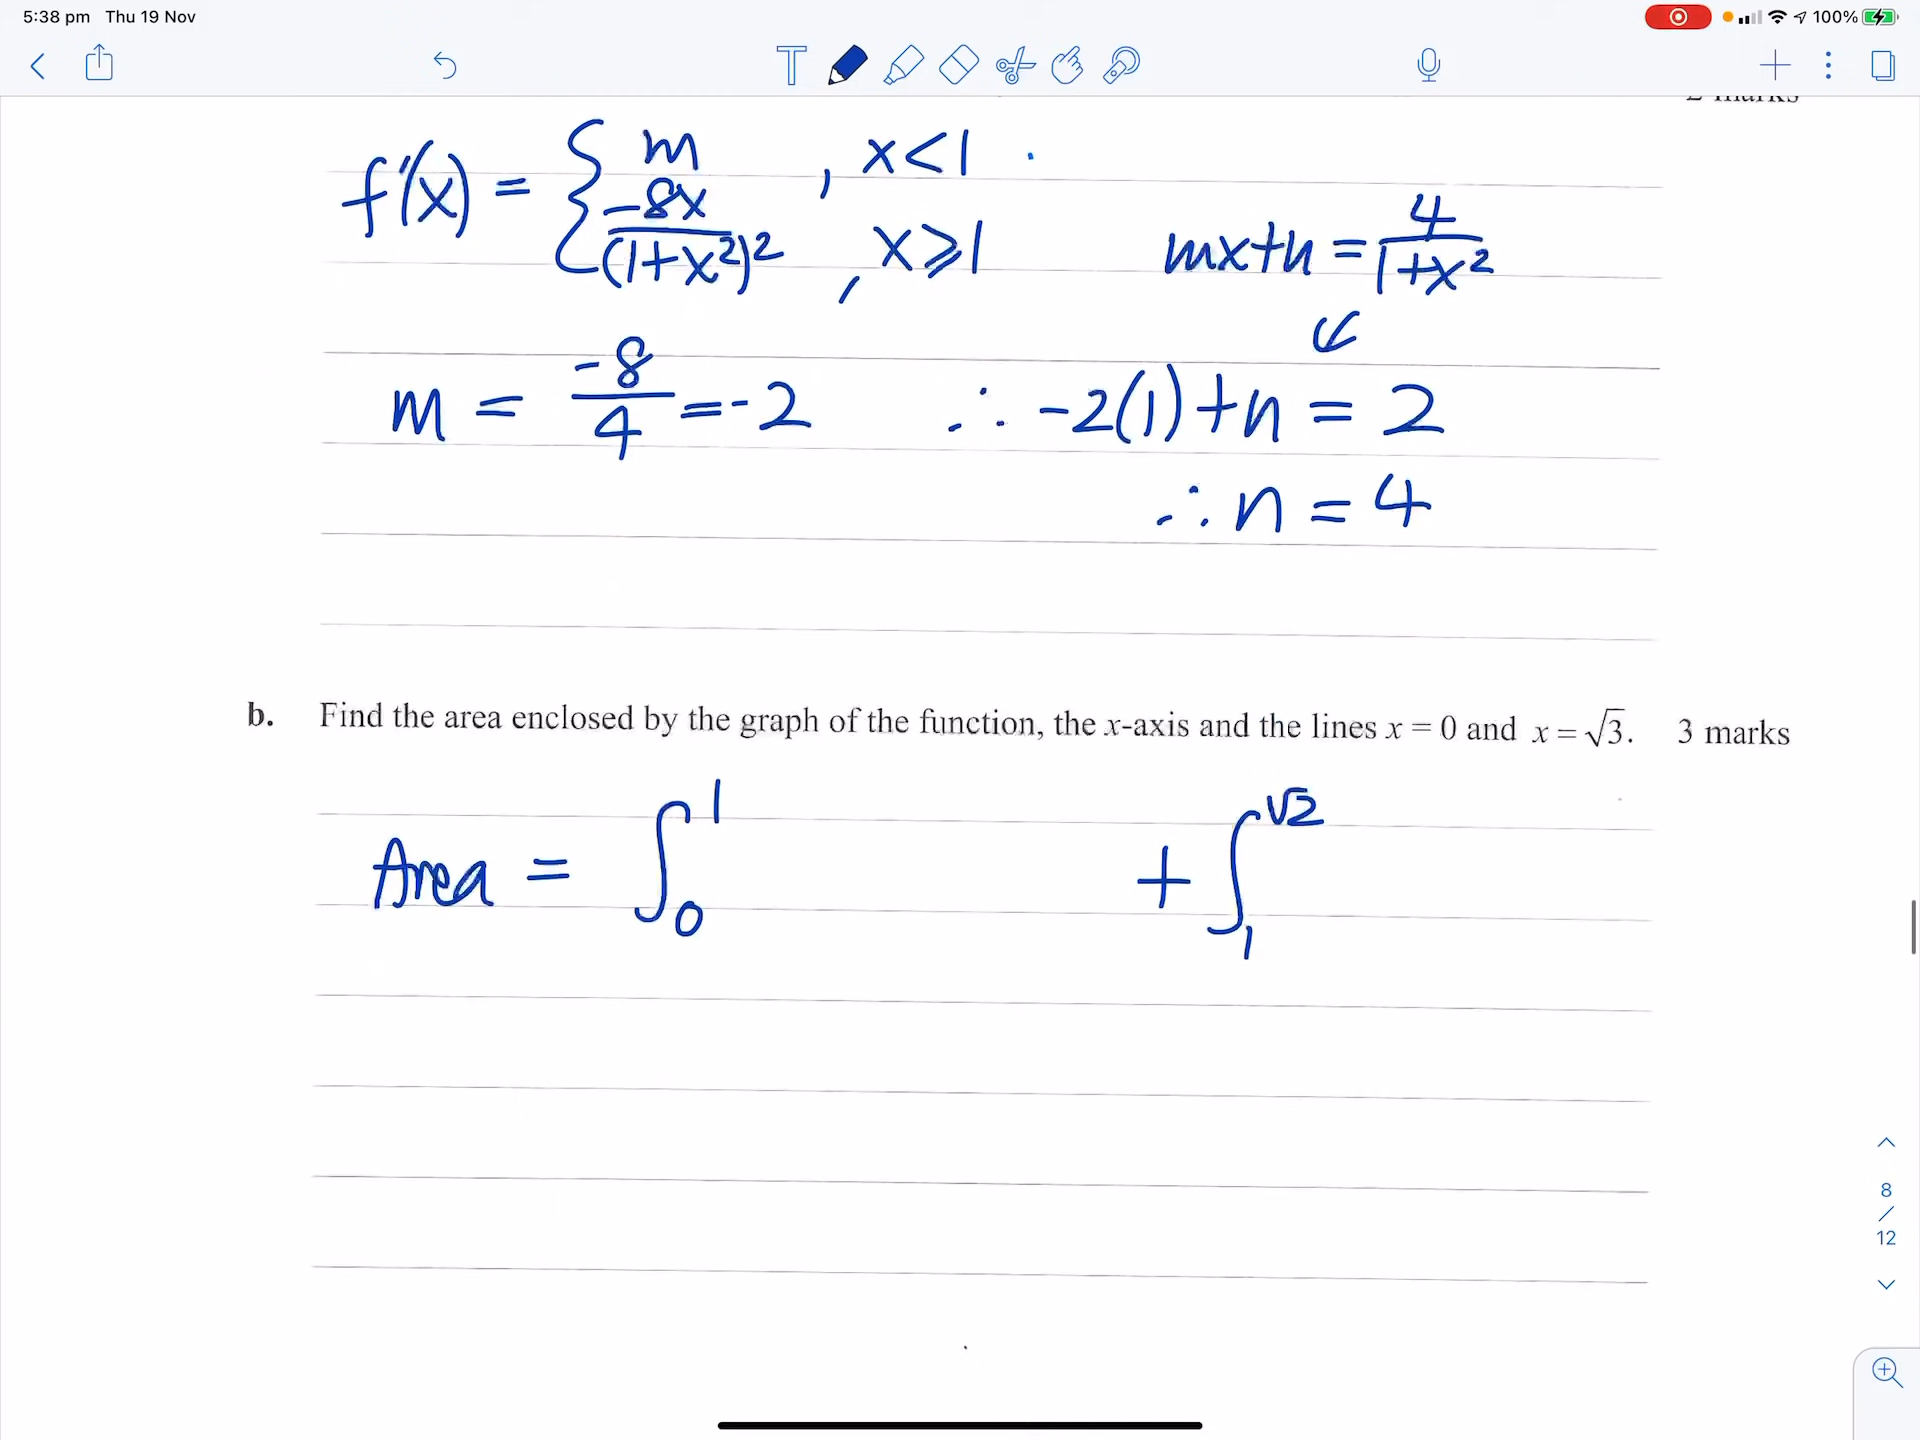 5:38 pm Thu 19 Nov
100%
T
2 marks
f'(x) = { m , x<1
-8x/(1+x²)² , x⩾1
mx+n = 4/(1+x²)
m = -8/4 = -2 ∴ -2(1)+n = 2
∴ n = 4
b. Find the area enclosed by the graph of the function, the x-axis and the lines x = 0 and x = √3. 3 marks
Area = ∫₀¹ + ∫₁^√2
8
/
12